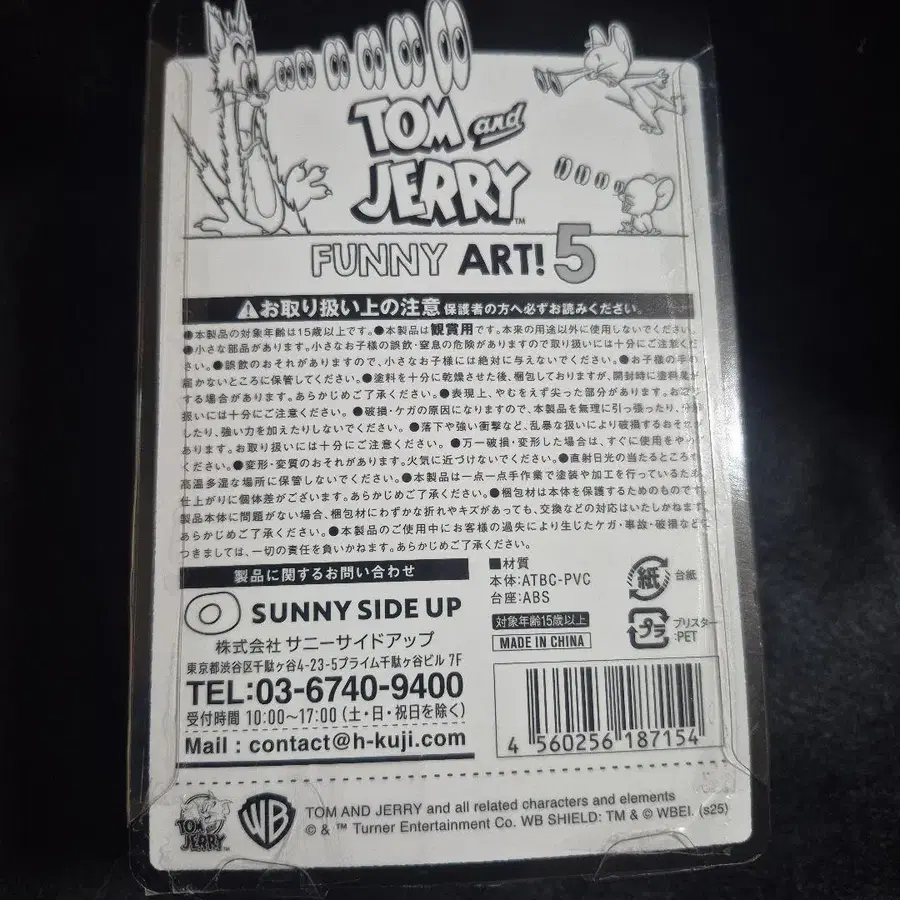 TOM and
JERRY™
FUNNY ART! 5
お取り扱い上の注意 保護者の方へ必ずお読みください。
●本製品の対象年齢は15歳以上です。●本製品は観賞用です。本来の用途以外に使用しないでください。
●小さな部品があります。小さなお子様の誤飲・窒息の危険がありますので取り扱いには十分にご注意くださ
い。●誤飲のおそれがありますので、小さなお子様には絶対に与えないでください。●お子様の手の
届かないところに保管してください。●塗料を十分に乾燥させた後、梱包しておりますが、開封時に塗料臭が
する場合があります。あらかじめご了承ください。●表現上、やむをえず尖った部分があります。お取り
扱いには十分にご注意ください。●破損・ケガの原因になりますので、本製品を無理に引っ張ったり、
したり、強い力を加えたりしないでください。●落下や強い衝撃など、乱暴な扱いにより破損するおそれが
あります。お取り扱いには十分にご注意ください。●万一破損・変形した場合は、すぐに使用をやめて
ください。●変形・変質のおそれがあります。火気に近づけないでください。●直射日光の当たるところや
高温多湿な場所に保管しないでください。●本製品は一点一点手作業で塗装や加工を行っているため、
仕上がりに個体差がございます。あらかじめご了承ください。●梱包材は本体を保護するためのものです。
製品本体に問題がない場合、梱包材にわずかな折れやキズがあっても、交換などの対応はいたしかねます。
あらかじめご了承ください。●本製品のご使用中にお客様の過失により生じたケガ・事故・破損などに
つきましては、一切の責任を負いかねます。あらかじめご了承ください。
製品に関するお問い合わせ
SUNNY SIDE UP
株式会社 サニーサイドアップ
東京都渋谷区千駄ヶ谷4-23-5プライム千駄ヶ谷ビル 7F
TEL:03-6740-9400
受付時間 10:00〜17:00（土・日・祝日を除く）
Mail : contact@h-kuji.com
■材質
本体:ATBC-PVC
台座:ABS
対象年齢15歳以上
MADE IN CHINA
紙 台紙
プラ ブリスター
:PET
4 560256 187154
TOM and JERRY
WB
TOM AND JERRY and all related characters and elements
© & ™ Turner Entertainment Co. WB SHIELD: TM & © WBEI. (s25)